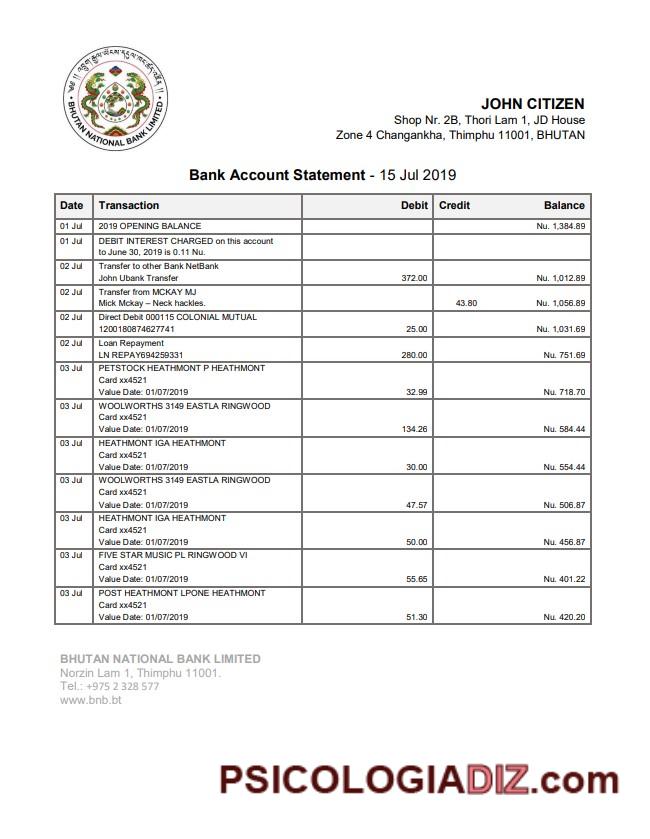 BHUTAN NATIONAL BANK LIMITED
JOHN CITIZEN
Shop Nr. 2B, Thori Lam 1, JD House
Zone 4 Changankha, Thimphu 11001, BHUTAN
Bank Account Statement - 15 Jul 2019
Date Transaction Debit Credit Balance
01 Jul 2019 OPENING BALANCE Nu. 1,384.89
01 Jul DEBIT INTEREST CHARGED on this account
to June 30, 2019 is 0.11 Nu.
02 Jul Transfer to other Bank NetBank
John Ubank Transfer 372.00 Nu. 1,012.89
02 Jul Transfer from MCKAY MJ
Mick Mckay – Neck hackles. 43.80 Nu. 1,056.89
02 Jul Direct Debit 000115 COLONIAL MUTUAL
1200180874627741 25.00 Nu. 1,031.69
02 Jul Loan Repayment
LN REPAY694259331 280.00 Nu. 751.69
03 Jul PETSTOCK HEATHMONT P HEATHMONT
Card xx4521
Value Date: 01/07/2019 32.99 Nu. 718.70
03 Jul WOOLWORTHS 3149 EASTLA RINGWOOD
Card xx4521
Value Date: 01/07/2019 134.26 Nu. 584.44
03 Jul HEATHMONT IGA HEATHMONT
Card xx4521
Value Date: 01/07/2019 30.00 Nu. 554.44
03 Jul WOOLWORTHS 3149 EASTLA RINGWOOD
Card xx4521
Value Date: 01/07/2019 47.57 Nu. 506.87
03 Jul HEATHMONT IGA HEATHMONT
Card xx4521
Value Date: 01/07/2019 50.00 Nu. 456.87
03 Jul FIVE STAR MUSIC PL RINGWOOD VI
Card xx4521
Value Date: 01/07/2019 55.65 Nu. 401.22
03 Jul POST HEATHMONT LPONE HEATHMONT
Card xx4521
Value Date: 01/07/2019 51.30 Nu. 420.20
BHUTAN NATIONAL BANK LIMITED
Norzin Lam 1, Thimphu 11001.
Tel.: +975 2 328 577
www.bnb.bt
PSICOLOGIADIZ.com